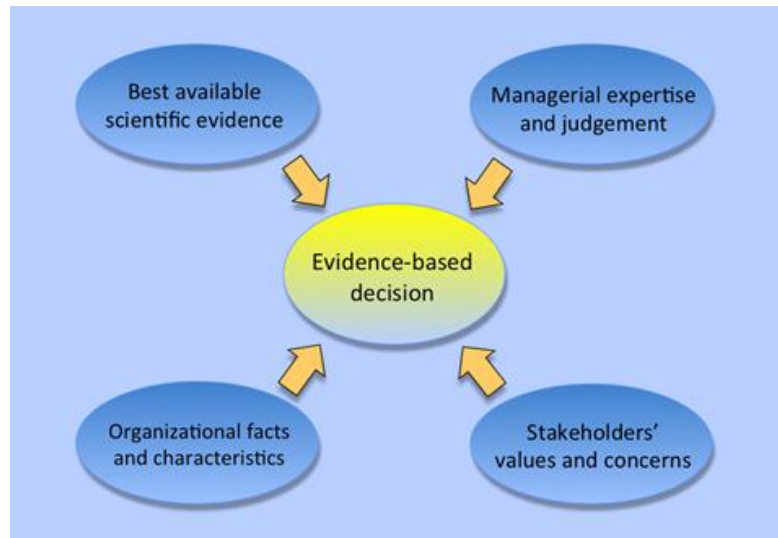 Best available
scientific evidence
Managerial expertise
and judgement
Evidence-based
decision
Organizational facts
and characteristics
Stakeholders’
values and concerns